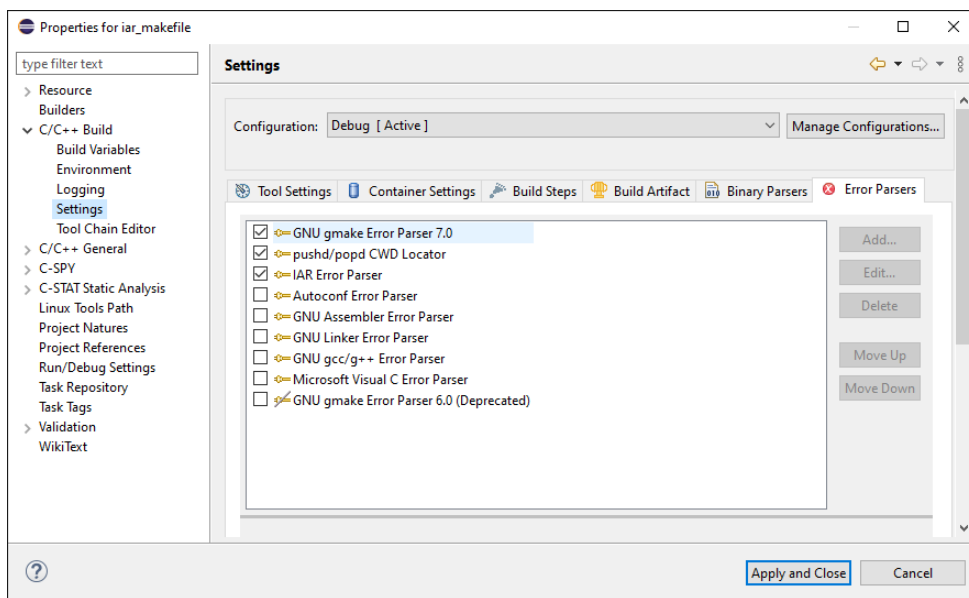 Properties for iar_makefile
type filter text
Resource
Builders
C/C++ Build
Build Variables
Environment
Logging
Settings
Tool Chain Editor
C/C++ General
C-SPY
C-STAT Static Analysis
Linux Tools Path
Project Natures
Project References
Run/Debug Settings
Task Repository
Task Tags
Validation
WikiText
Settings
Configuration: Debug [ Active ] Manage Configurations...
Tool Settings Container Settings Build Steps Build Artifact Binary Parsers Error Parsers
GNU gmake Error Parser 7.0
pushd/popd CWD Locator
IAR Error Parser
Autoconf Error Parser
GNU Assembler Error Parser
GNU Linker Error Parser
GNU gcc/g++ Error Parser
Microsoft Visual C Error Parser
GNU gmake Error Parser 6.0 (Deprecated)
Add...
Edit...
Delete
Move Up
Move Down
Apply and Close Cancel